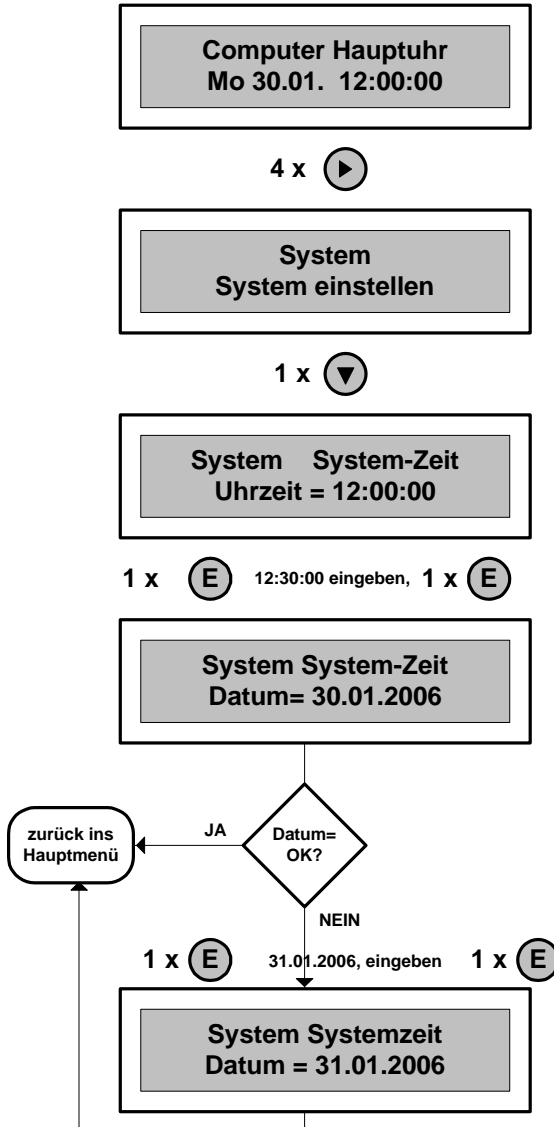 Computer Hauptuhr
Mo 30.01. 12:00:00
4 x
System
System einstellen
1 x
System System-Zeit
Uhrzeit = 12:00:00
1 x E 12:30:00 eingeben, 1 x E
System System-Zeit
Datum= 30.01.2006
zurück ins
Hauptmenü
JA
Datum=
OK?
NEIN
1 x E 31.01.2006, eingeben 1 x E
System Systemzeit
Datum = 31.01.2006